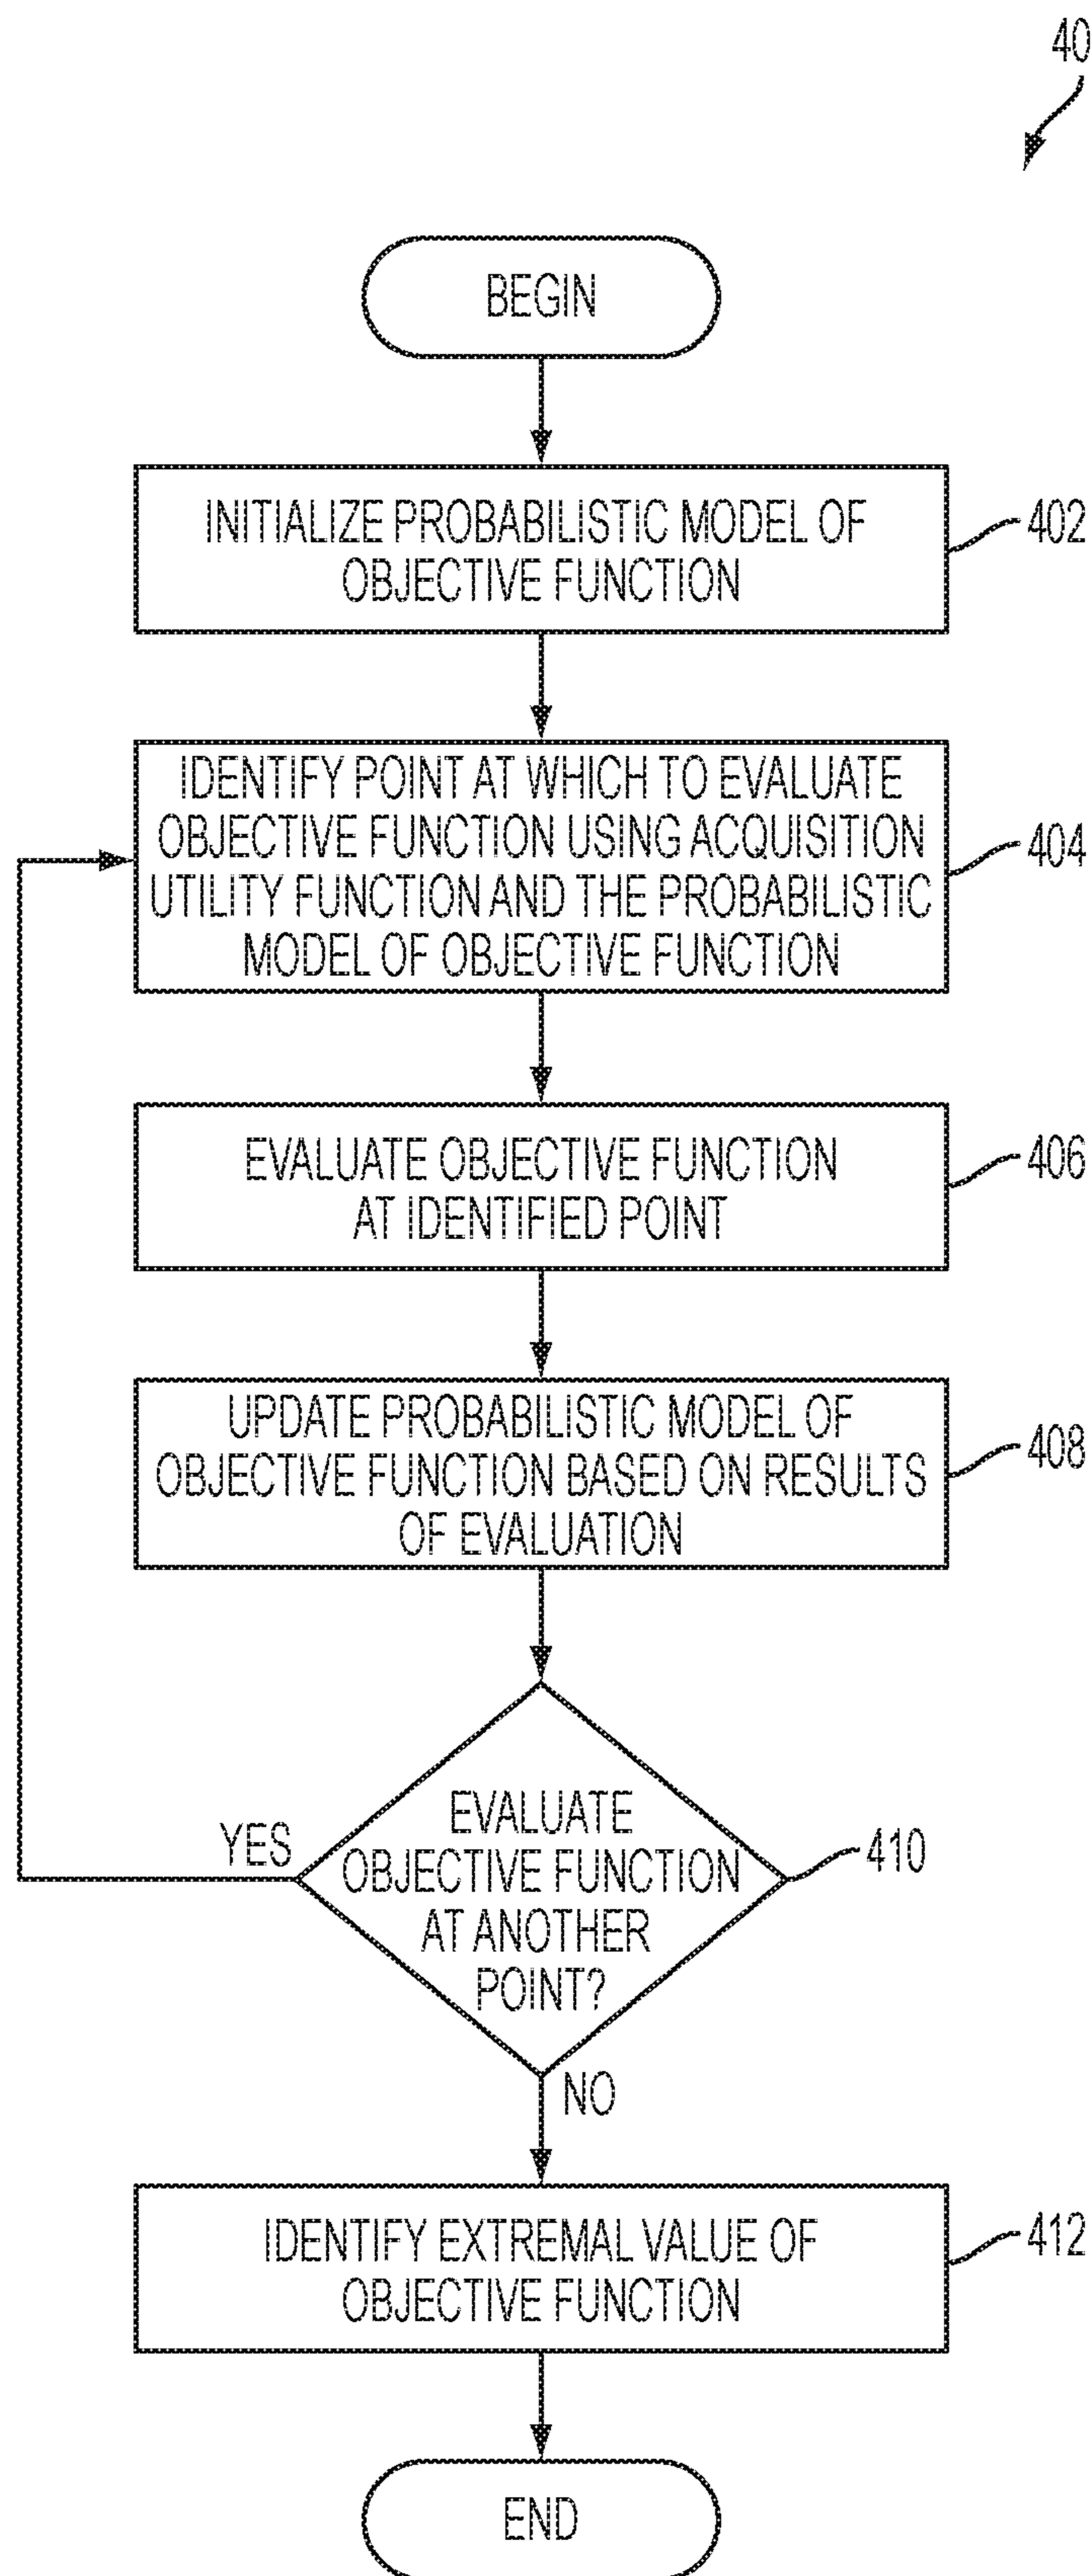 40
BEGIN
INITIALIZE PROBABILISTIC MODEL OF
OBJECTIVE FUNCTION
402
IDENTIFY POINT AT WHICH TO EVALUATE
OBJECTIVE FUNCTION USING ACQUISITION
UTILITY FUNCTION AND THE PROBABILISTIC
MODEL OF OBJECTIVE FUNCTION
404
EVALUATE OBJECTIVE FUNCTION
AT IDENTIFIED POINT
406
UPDATE PROBABILISTIC MODEL OF
OBJECTIVE FUNCTION BASED ON RESULTS
OF EVALUATION
408
YES
EVALUATE
OBJECTIVE FUNCTION
AT ANOTHER
POINT?
410
NO
IDENTIFY EXTREMAL VALUE OF
OBJECTIVE FUNCTION
412
END